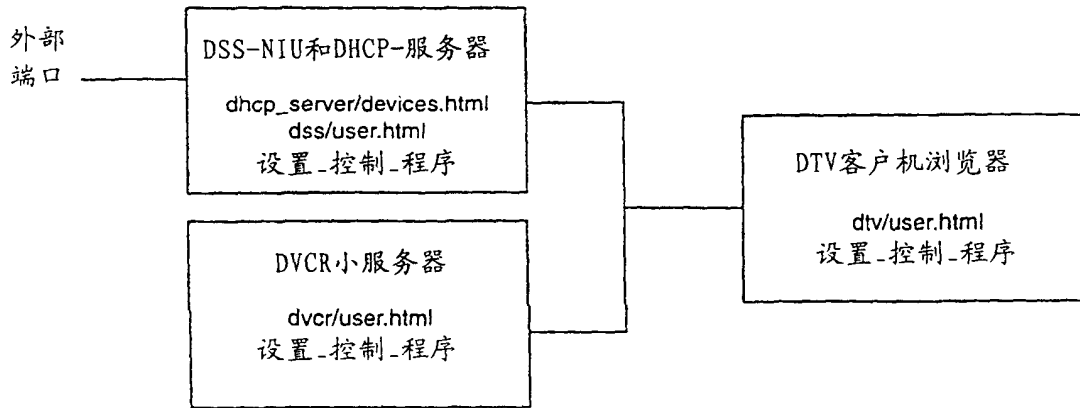 外部
端口
DSS-NIU和DHCP-服务器
dhcp_server/devices.html
dss/user.html
设置_控制_程序
DVCR小服务器
dvcr/user.html
设置_控制_程序
DTV客户机浏览器
dtv/user.html
设置_控制_程序